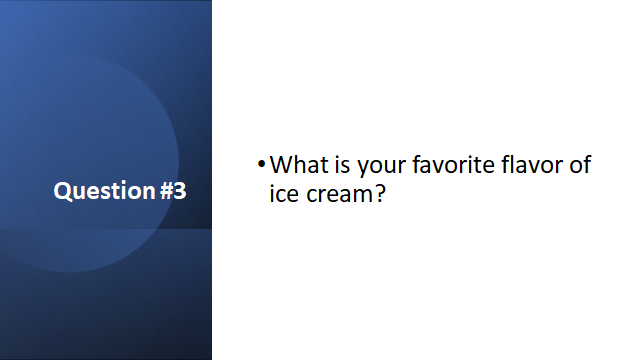 Question #3
•What is your favorite flavor of
ice cream?